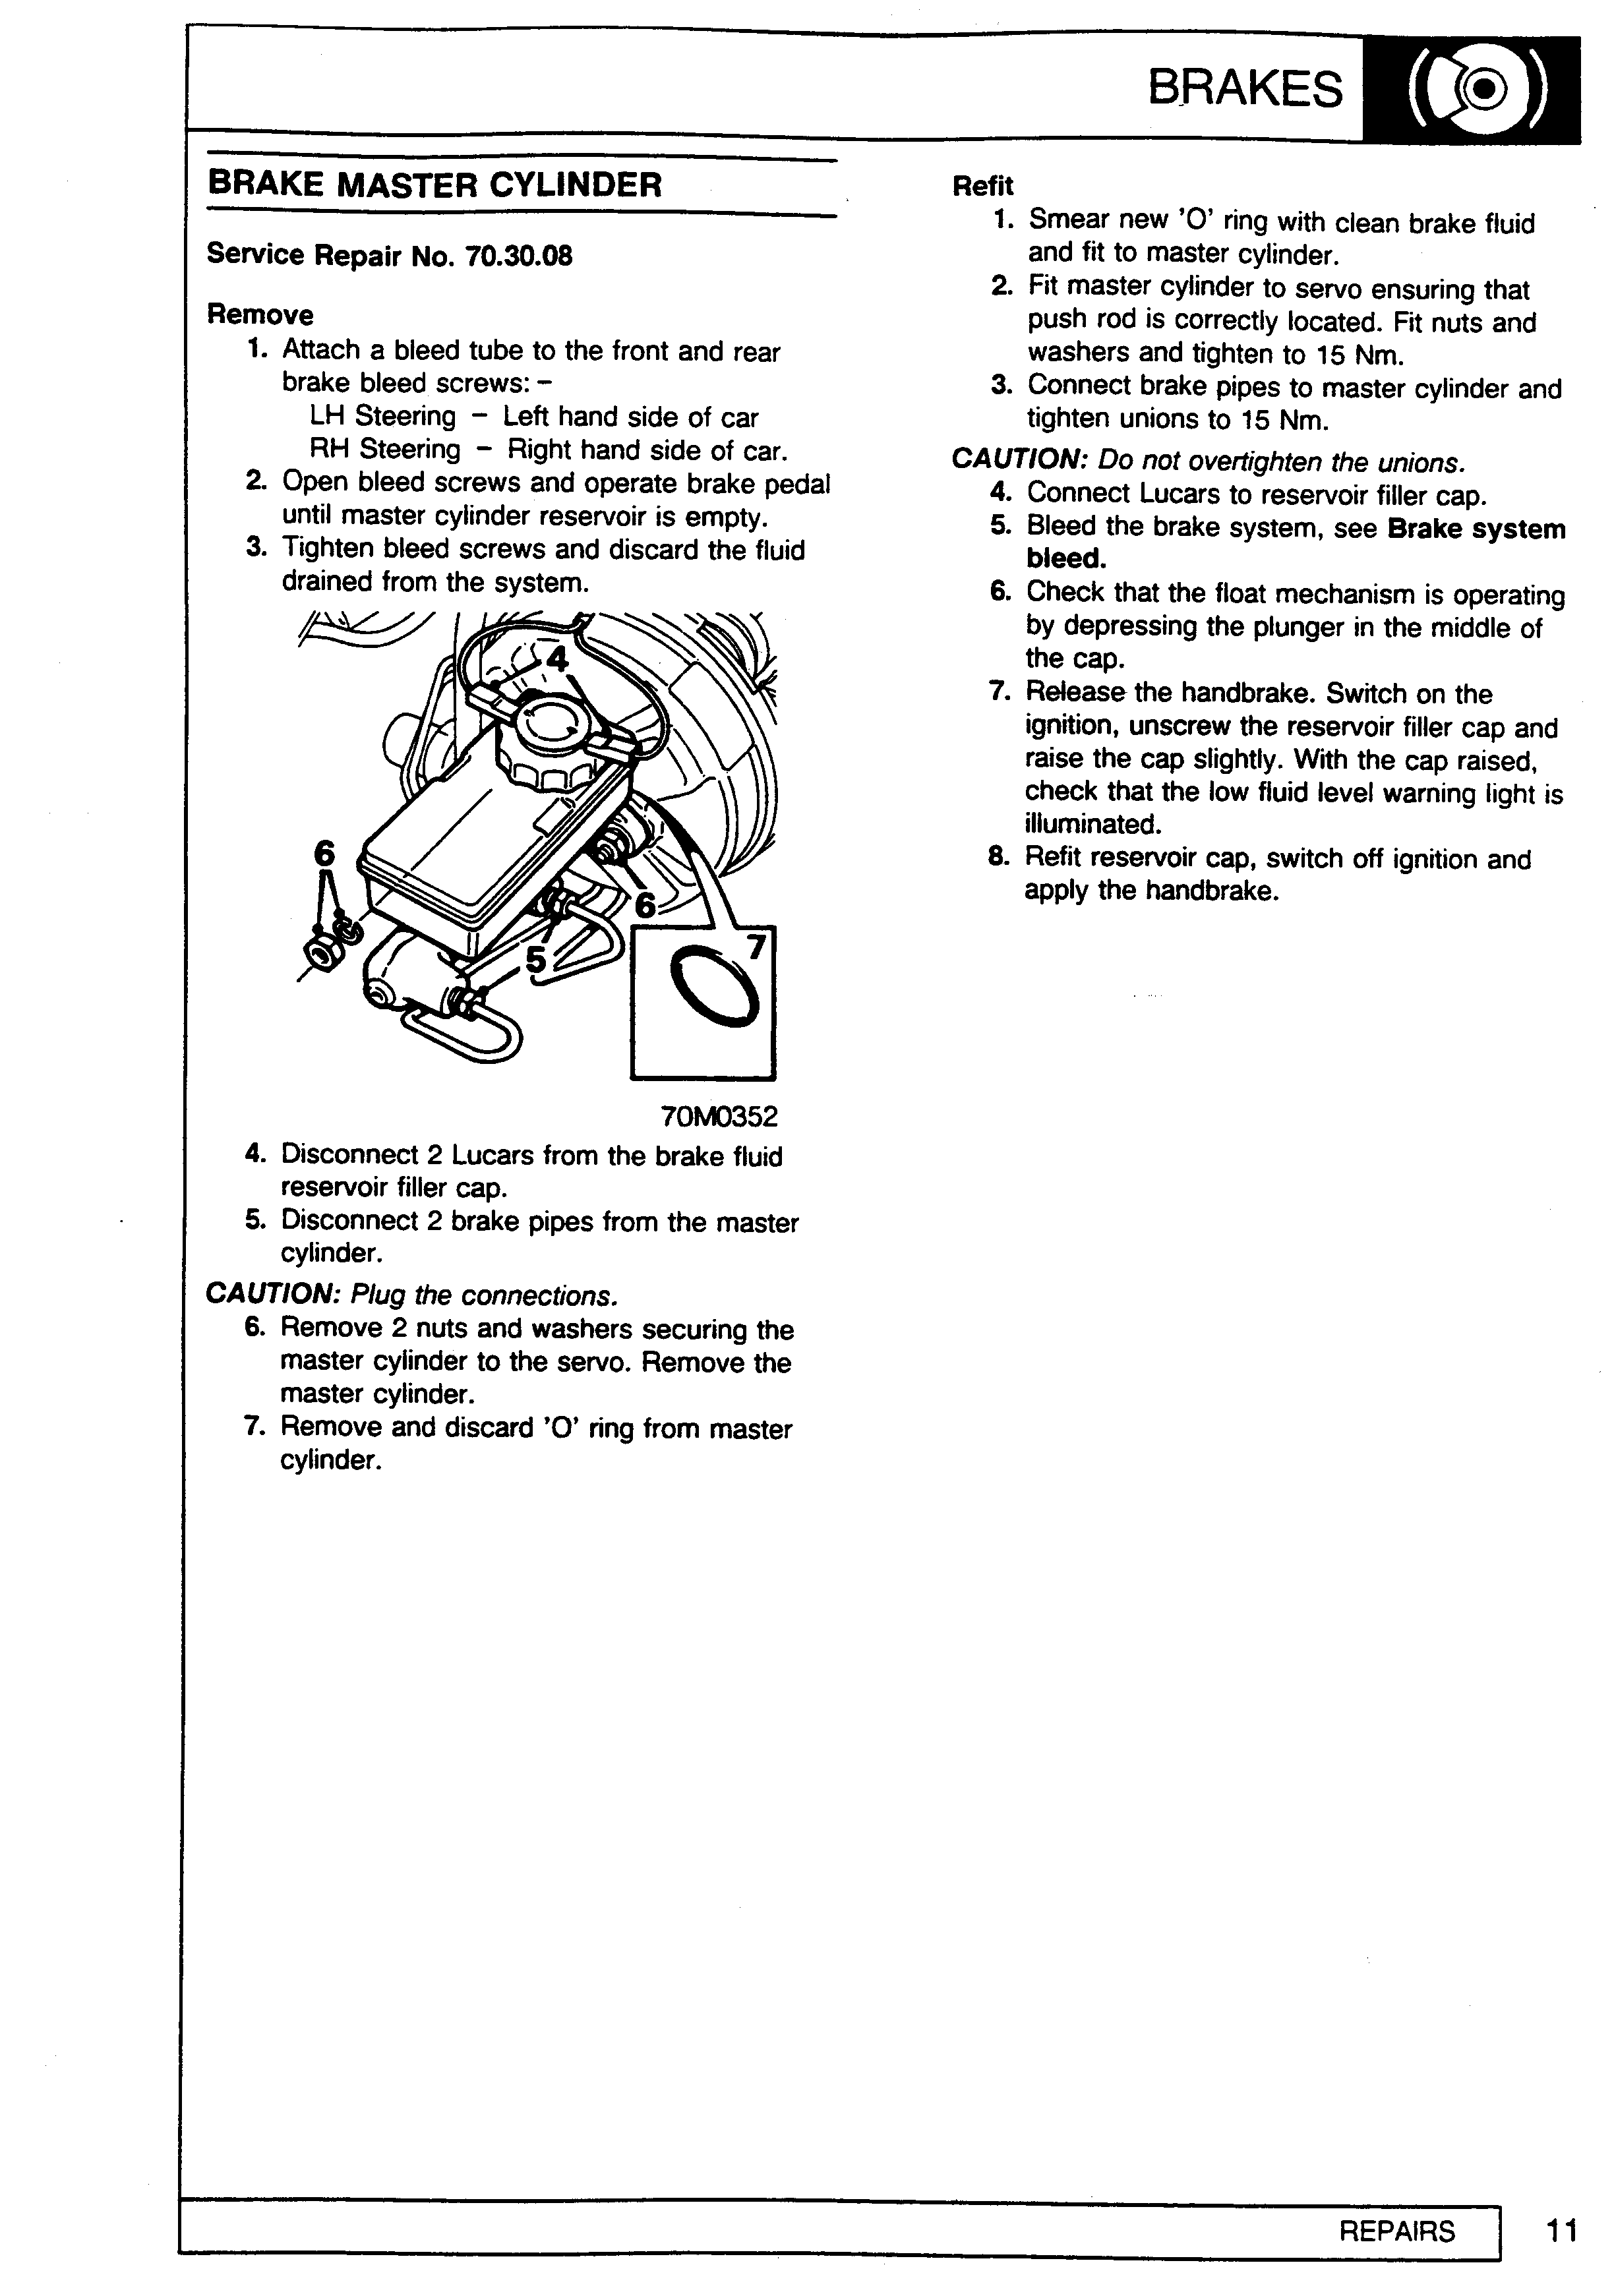 BRAKES
BRAKE MASTER CYLINDER
Service Repair No. 70.30.08
Remove
1. Attach a bleed tube to the front and rear
brake bleed screws: –
LH Steering – Left hand side of car
RH Steering – Right hand side of car.
2. Open bleed screws and operate brake pedal
until master cylinder reservoir is empty.
3. Tighten bleed screws and discard the fluid
drained from the system.
4
6
6
5
7
70M0352
4. Disconnect 2 Lucars from the brake fluid
reservoir filler cap.
5. Disconnect 2 brake pipes from the master
cylinder.
CAUTION: Plug the connections.
6. Remove 2 nuts and washers securing the
master cylinder to the servo. Remove the
master cylinder.
7. Remove and discard 'O' ring from master
cylinder.
Refit
1. Smear new 'O' ring with clean brake fluid
and fit to master cylinder.
2. Fit master cylinder to servo ensuring that
push rod is correctly located. Fit nuts and
washers and tighten to 15 Nm.
3. Connect brake pipes to master cylinder and
tighten unions to 15 Nm.
CAUTION: Do not overtighten the unions.
4. Connect Lucars to reservoir filler cap.
5. Bleed the brake system, see Brake system
bleed.
6. Check that the float mechanism is operating
by depressing the plunger in the middle of
the cap.
7. Release the handbrake. Switch on the
ignition, unscrew the reservoir filler cap and
raise the cap slightly. With the cap raised,
check that the low fluid level warning light is
illuminated.
8. Refit reservoir cap, switch off ignition and
apply the handbrake.
REPAIRS
11